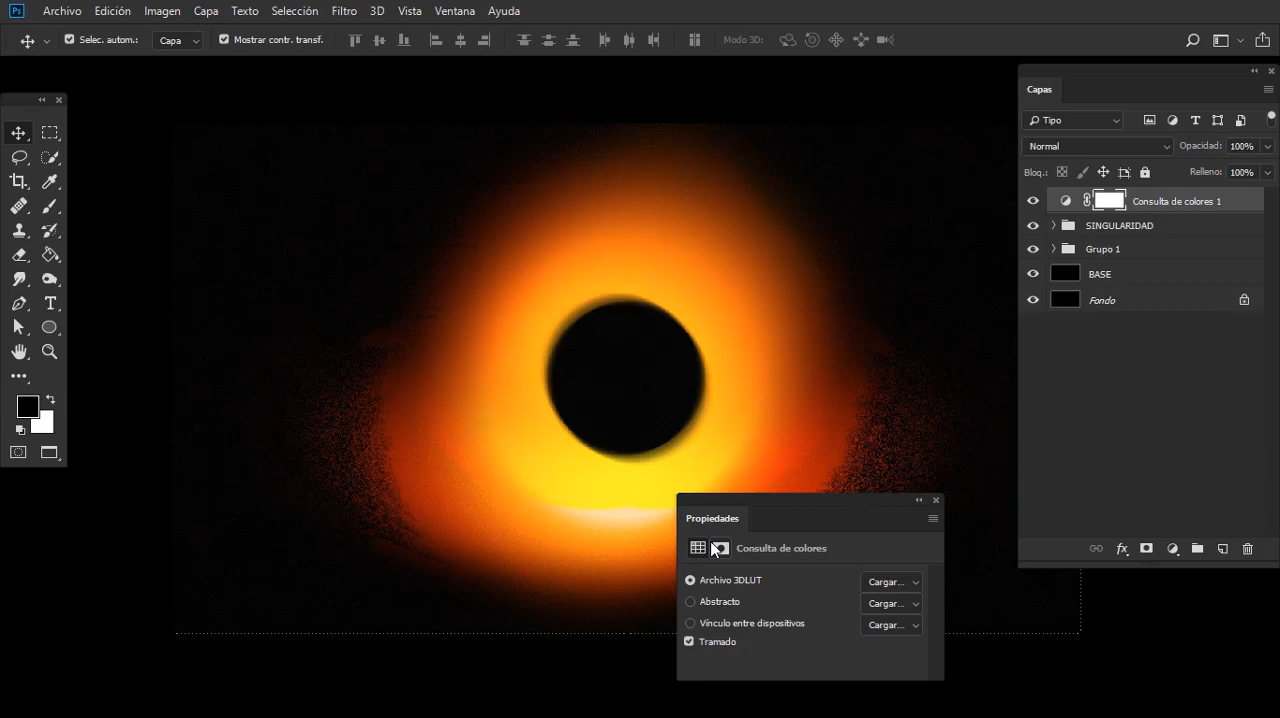 Ps Archivo Edición Imagen Capa Texto Selección Filtro 3D Vista Ventana Ayuda
Selec. autom.: Capa Mostrar contr. transf. Modo 3D:
Capas
Tipo
Normal Opacidad: 100%
Bloq.: Relleno: 100%
Consulta de colores 1
SINGULARIDAD
Grupo 1
BASE
Fondo
Propiedades
Consulta de colores
Archivo 3DLUT Cargar...
Abstracto Cargar...
Vínculo entre dispositivos Cargar...
Tramado